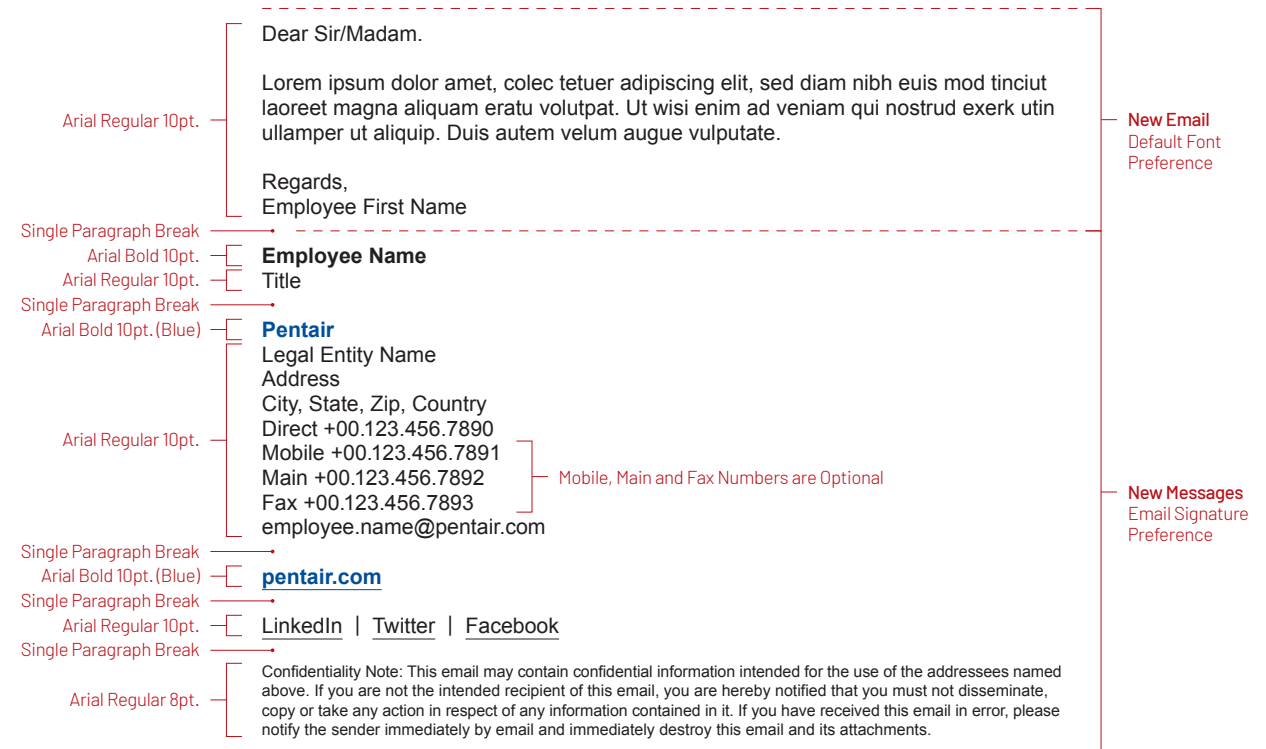 Dear Sir/Madam.
Lorem ipsum dolor amet, colec tetuer adipiscing elit, sed diam nibh euis mod tinciut
laoreet magna aliquam eratu volutpat. Ut wisi enim ad veniam qui nostrud exerk utin
ullamper ut aliquip. Duis autem velum augue vulputate.
Arial Regular 10pt.
New Email
Default Font
Preference
Regards,
Employee First Name
Single Paragraph Break
Arial Bold 10pt.
Employee Name
Arial Regular 10pt.
Title
Single Paragraph Break
Arial Bold 10pt. (Blue)
Pentair
Legal Entity Name
Address
City, State, Zip, Country
Direct +00.123.456.7890
Arial Regular 10pt.
Mobile +00.123.456.7891
Main +00.123.456.7892
Fax +00.123.456.7893
Mobile, Main and Fax Numbers are Optional
employee.name@pentair.com
New Messages
Email Signature
Preference
Single Paragraph Break
Arial Bold 10pt. (Blue)
pentair.com
Single Paragraph Break
Arial Regular 10pt.
LinkedIn | Twitter | Facebook
Single Paragraph Break
Arial Regular 8pt.
Confidentiality Note: This email may contain confidential information intended for the use of the addressees named
above. If you are not the intended recipient of this email, you are hereby notified that you must not disseminate,
copy or take any action in respect of any information contained in it. If you have received this email in error, please
notify the sender immediately by email and immediately destroy this email and its attachments.